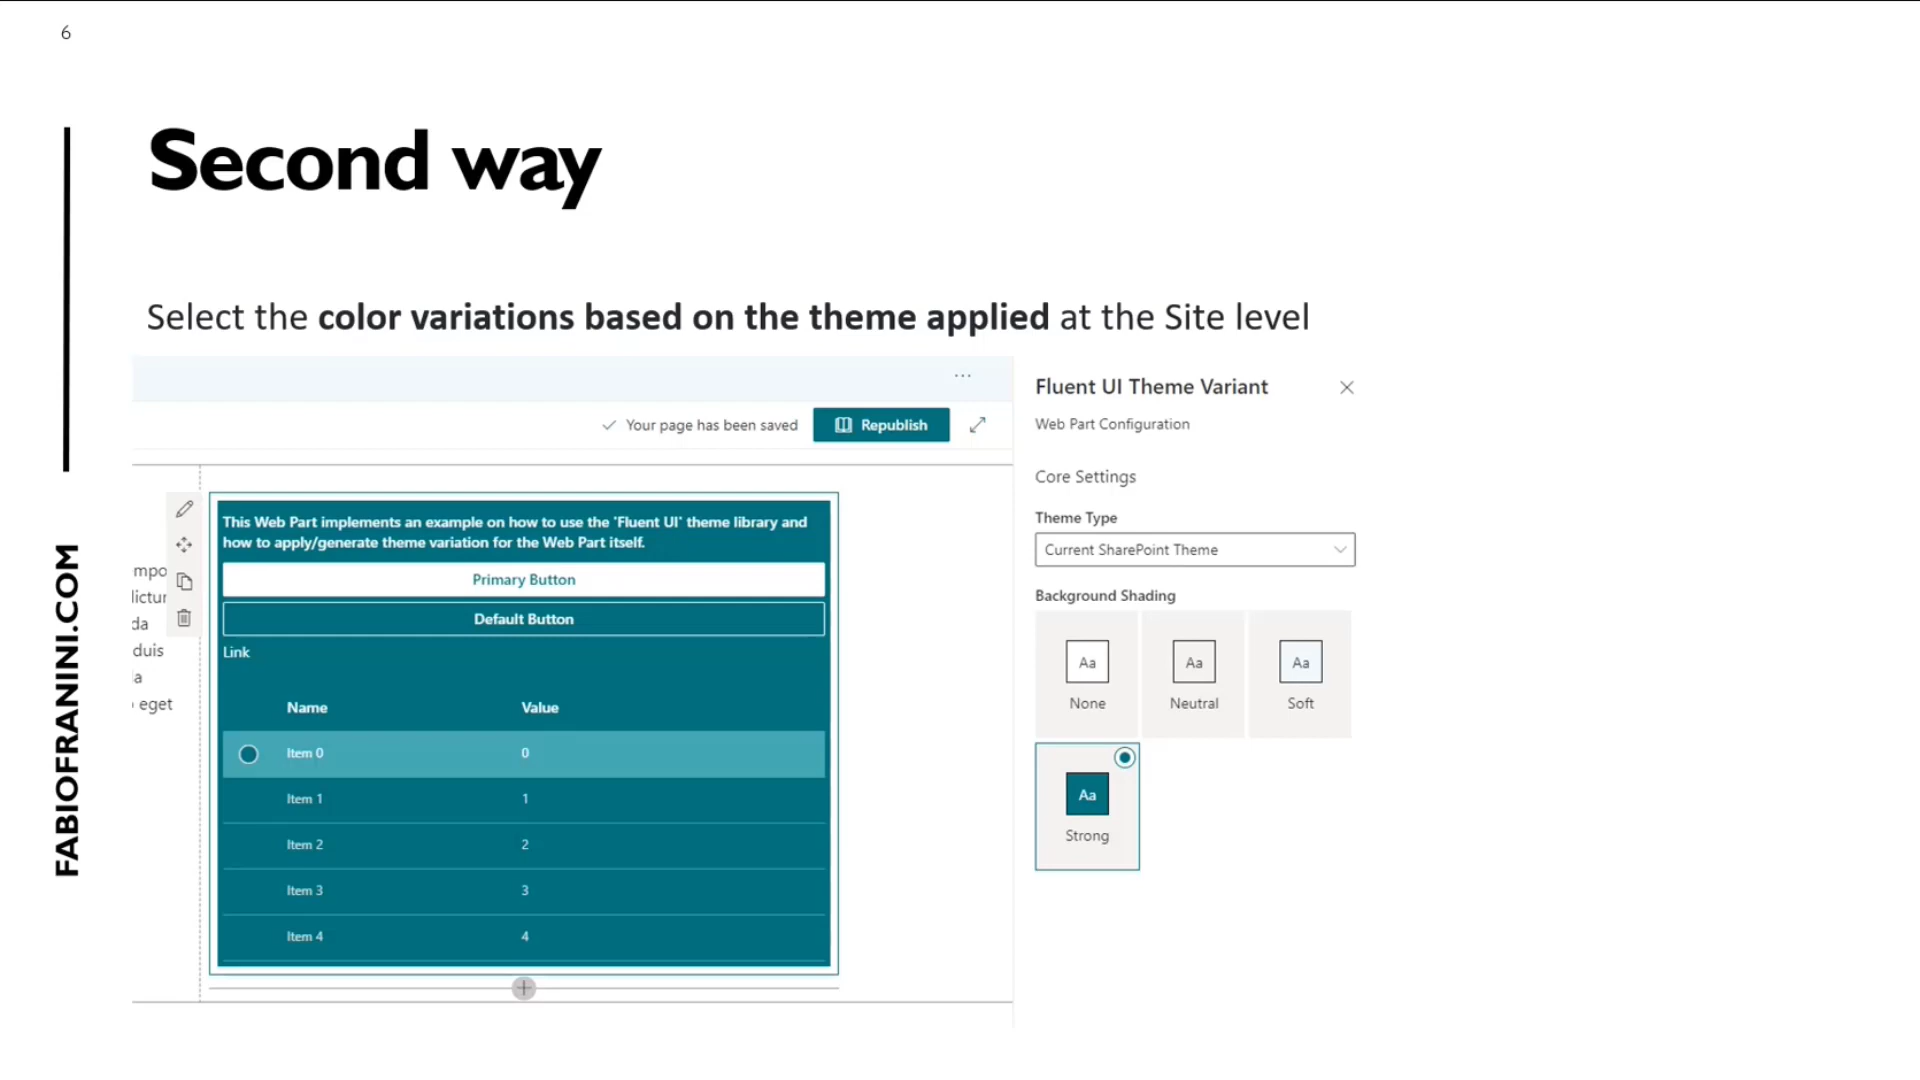 6
Second way
Select the color variations based on the theme applied at the Site level
FABIOFRANINI.COM
...
Your page has been saved
Republish
mpo
lictur
da
duis
la
eget
This Web Part implements an example on how to use the 'Fluent UI' theme library and
how to apply/generate theme variation for the Web Part itself.
Primary Button
Default Button
Link
Name Value
Item 0 0
Item 1 1
Item 2 2
Item 3 3
Item 4 4
Fluent UI Theme Variant
Web Part Configuration
Core Settings
Theme Type
Current SharePoint Theme
Background Shading
Aa Aa Aa
None Neutral Soft
Aa
Strong